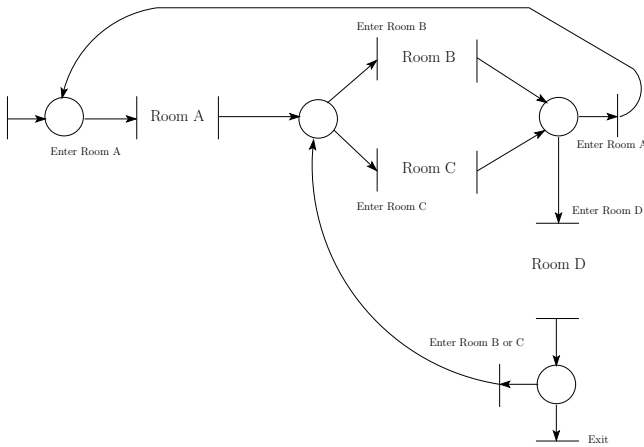 Enter Room B
Room B
Room A
Enter Room A
Enter Room A
Room C
Enter Room C
Enter Room D
Room D
Enter Room B or C
Exit